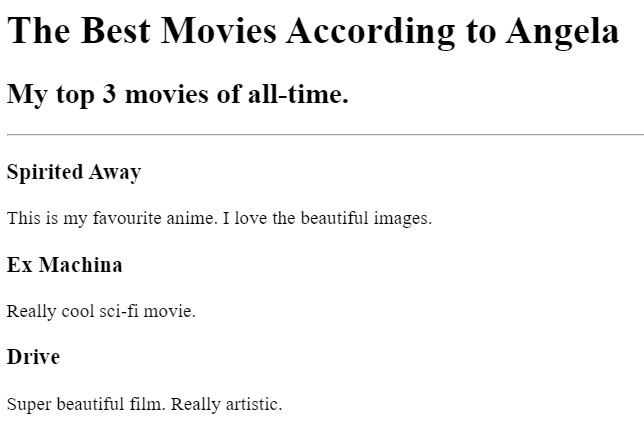 The Best Movies According to Angela
My top 3 movies of all-time.
Spirited Away
This is my favourite anime. I love the beautiful images.
Ex Machina
Really cool sci-fi movie.
Drive
Super beautiful film. Really artistic.